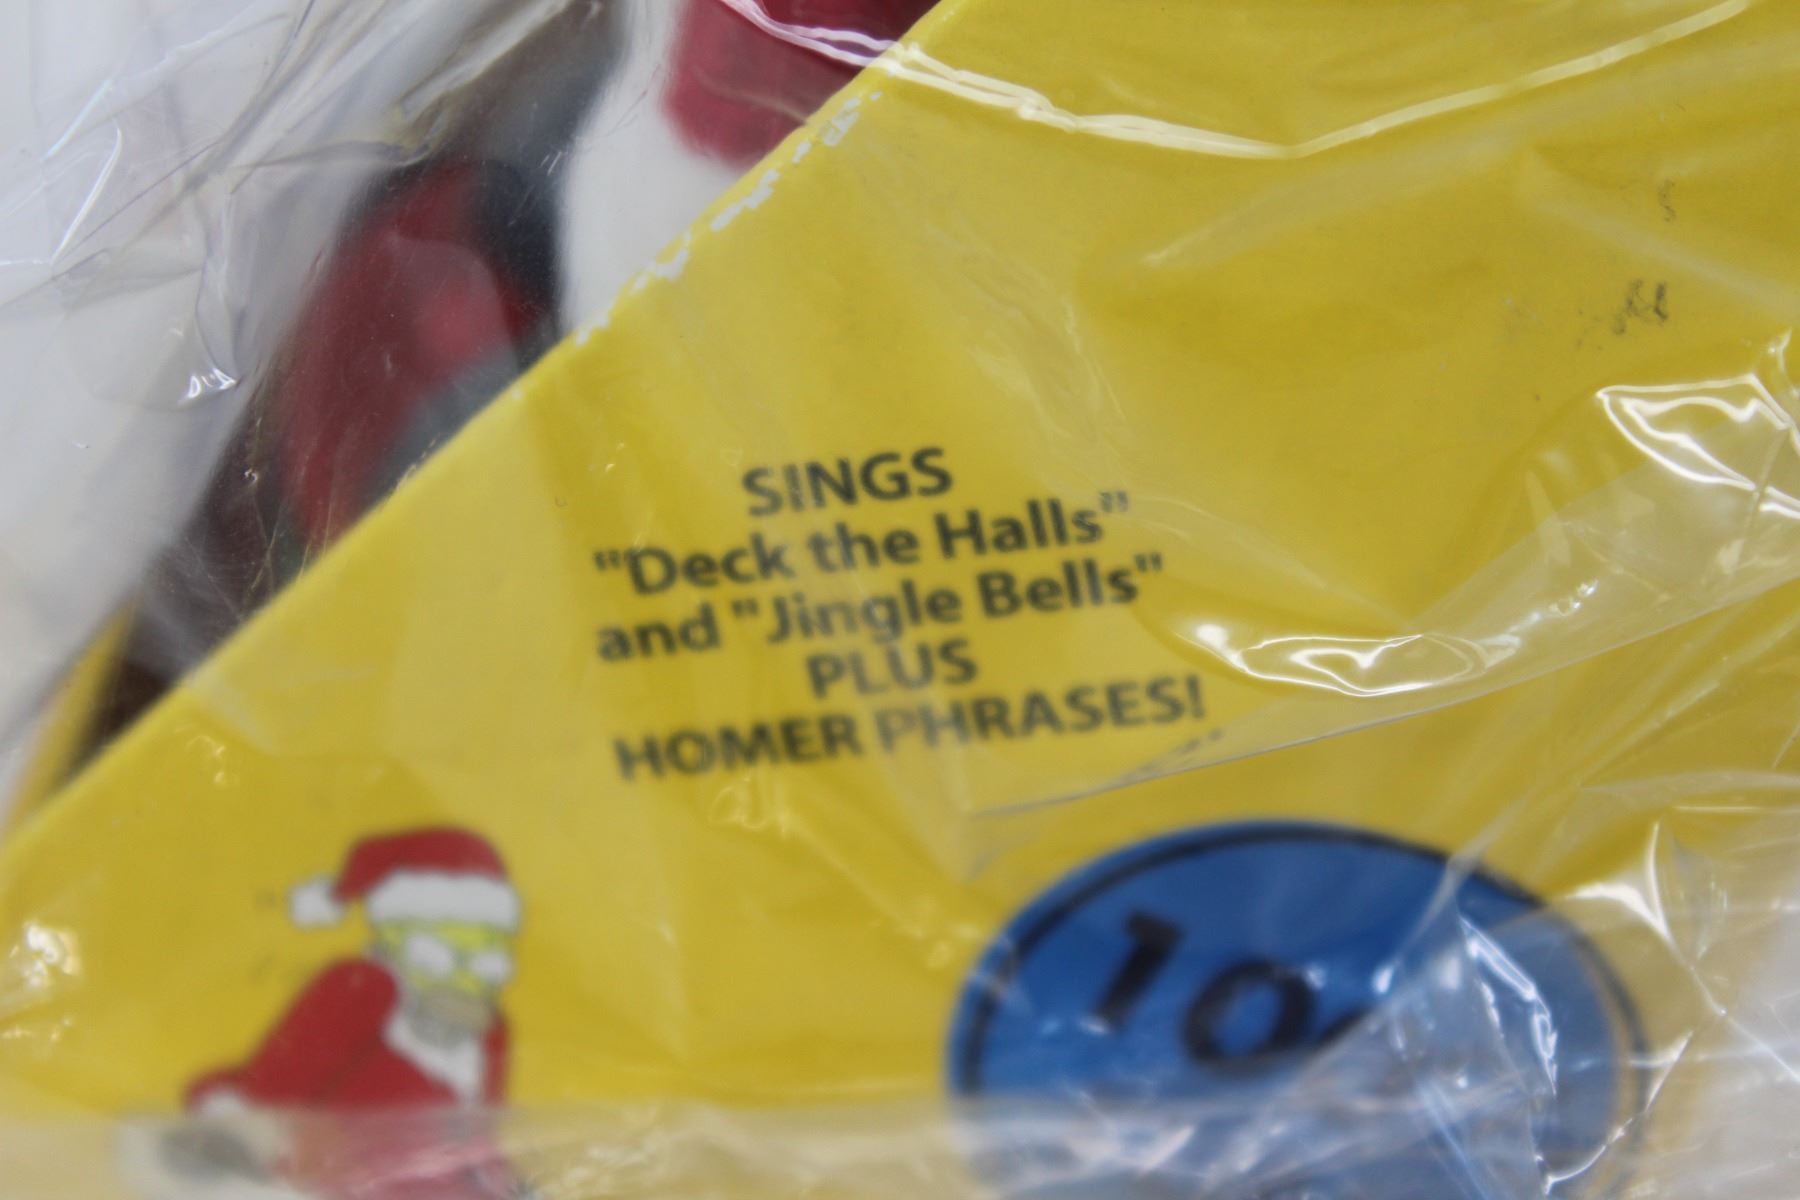 SINGS
"Deck the Halls"
and "Jingle Bells"
PLUS
HOMER PHRASES!